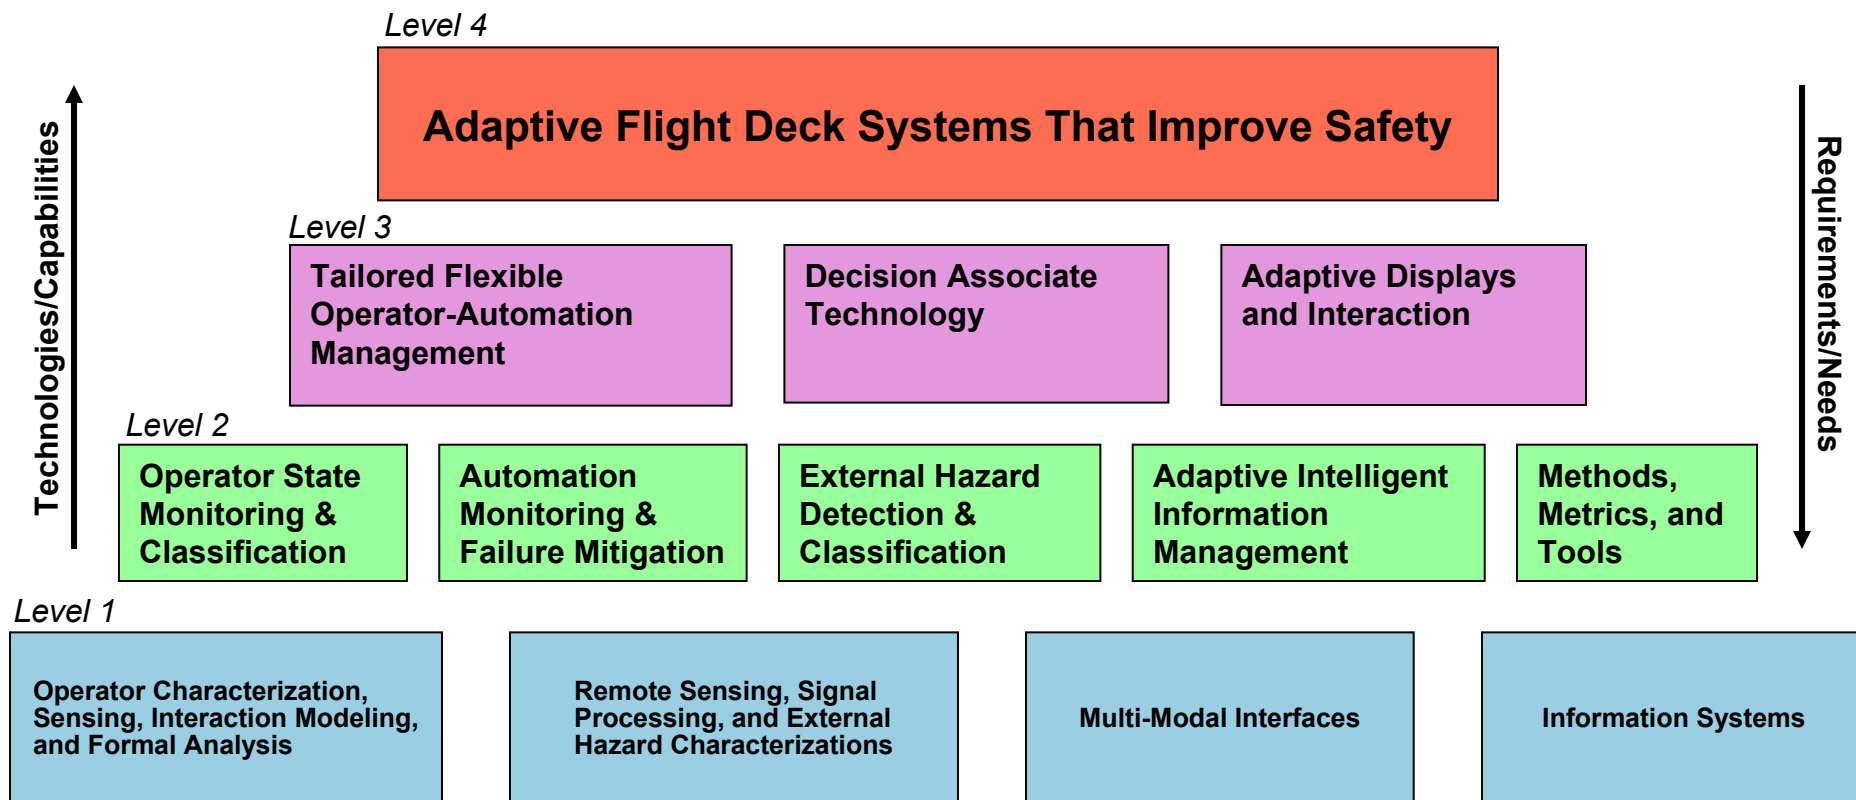 Level 4
Adaptive Flight Deck Systems That Improve Safety
Technologies/Capabilities
Requirements/Needs
Level 3
Tailored Flexible
Operator-Automation
Management
Decision Associate
Technology
Adaptive Displays
and Interaction
Level 2
Operator State
Monitoring &
Classification
Automation
Monitoring &
Failure Mitigation
External Hazard
Detection &
Classification
Adaptive Intelligent
Information
Management
Methods,
Metrics, and
Tools
Level 1
Operator Characterization,
Sensing, Interaction Modeling,
and Formal Analysis
Remote Sensing, Signal
Processing, and External
Hazard Characterizations
Multi-Modal Interfaces
Information Systems